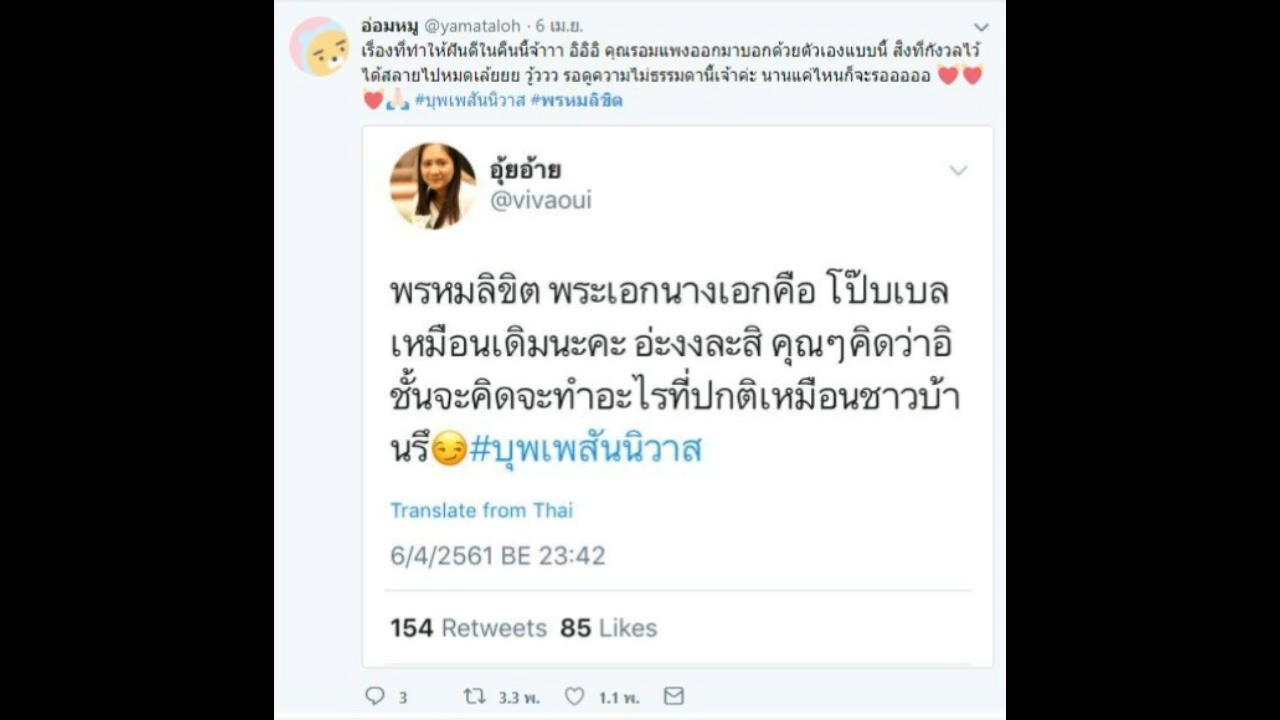 อ่อมหมู @yamataloh · 6 เม.ย.
เรื่องที่ทำให้ฝันดีในคืนนี้จ้าาา อิอิอิ คุณรอมแพงออกมาบอกด้วยตัวเองแบบนี้ สิ่งที่กังวลไว้
ได้สลายไปหมดเล้ยยย วู้ววว รอดูความไม่ธรรมดานี้เจ้าค่ะ นานแค่ไหนก็จะรอออออ ❤️❤️
❤️🙏🏻 #บุพเพสันนิวาส #พรหมลิขิต
อุ้ยอ้าย
@vivaoui
พรหมลิขิต พระเอกนางเอกคือ โป๊บเบล
เหมือนเดิมนะคะ อ่ะงงละสิ คุณๆคิดว่าอิ
ชั้นจะคิดจะทำอะไรที่ปกติเหมือนชาวบ้า
นรึ😏#บุพเพสันนิวาส
Translate from Thai
6/4/2561 BE 23:42
154 Retweets 85 Likes
3 3.3 พ. 1.1 พ.